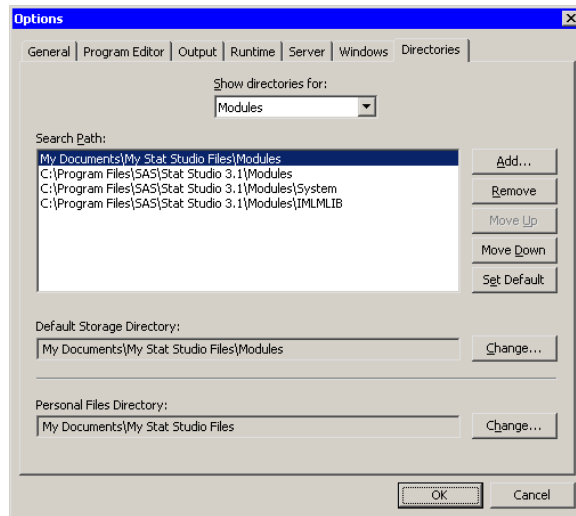 Options
General Program Editor Output Runtime Server Windows Directories
Show directories for:
Modules
Search Path:
My Documents\My Stat Studio Files\Modules
C:\Program Files\SAS\Stat Studio 3.1\Modules
C:\Program Files\SAS\Stat Studio 3.1\Modules\System
C:\Program Files\SAS\Stat Studio 3.1\Modules\IMLMLIB
Add...
Remove
Move Up
Move Down
Set Default
Default Storage Directory:
My Documents\My Stat Studio Files\Modules
Change...
Personal Files Directory:
My Documents\My Stat Studio Files
Change...
OK
Cancel